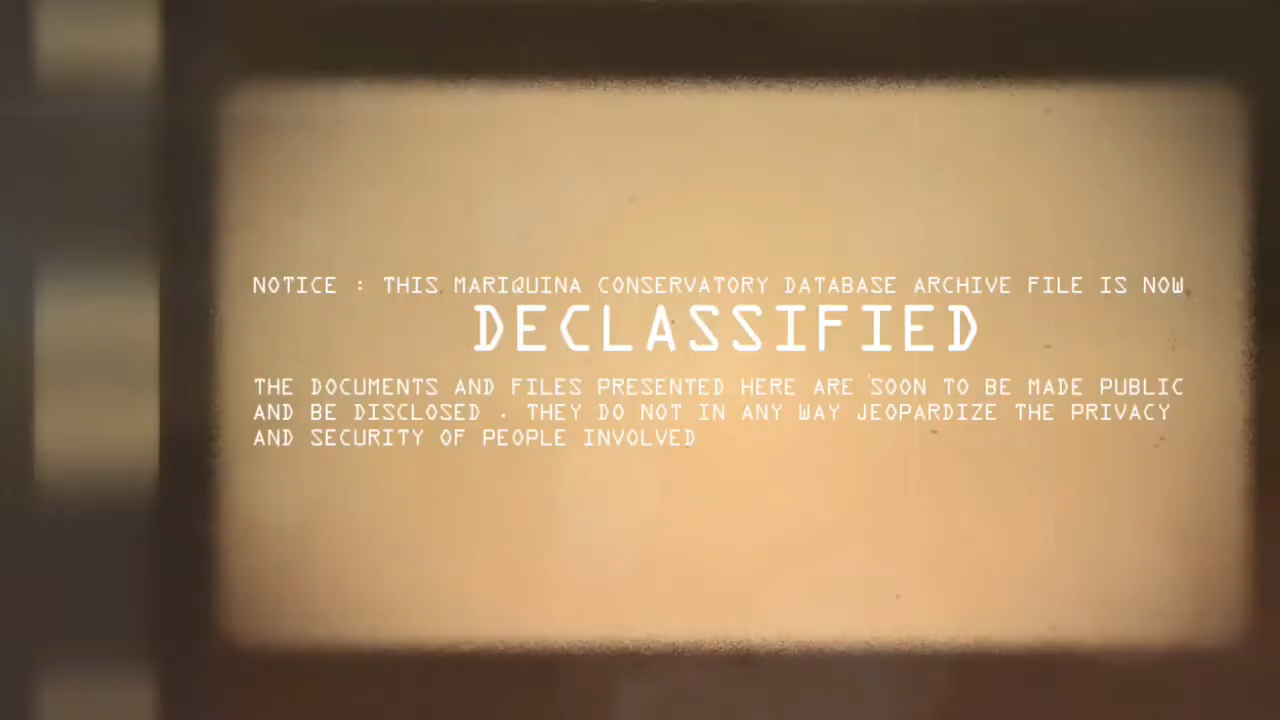 NOTICE : THIS MARIQUINA CONSERVATORY DATABASE ARCHIVE FILE IS NOW
DECLASSIFIED
THE DOCUMENTS AND FILES PRESENTED HERE ARE SOON TO BE MADE PUBLIC
AND BE DISCLOSED . THEY DO NOT IN ANY WAY JEOPARDIZE THE PRIVACY
AND SECURITY OF PEOPLE INVOLVED